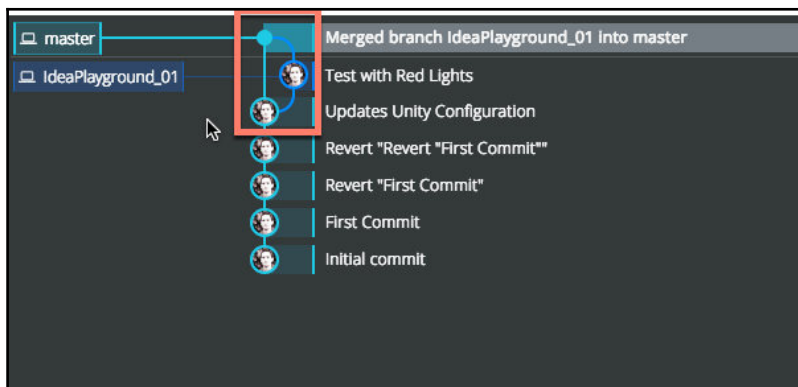 master Merged branch IdeaPlayground_01 into master
IdeaPlayground_01 Test with Red Lights
Updates Unity Configuration
Revert "Revert "First Commit""
Revert "First Commit"
First Commit
Initial commit